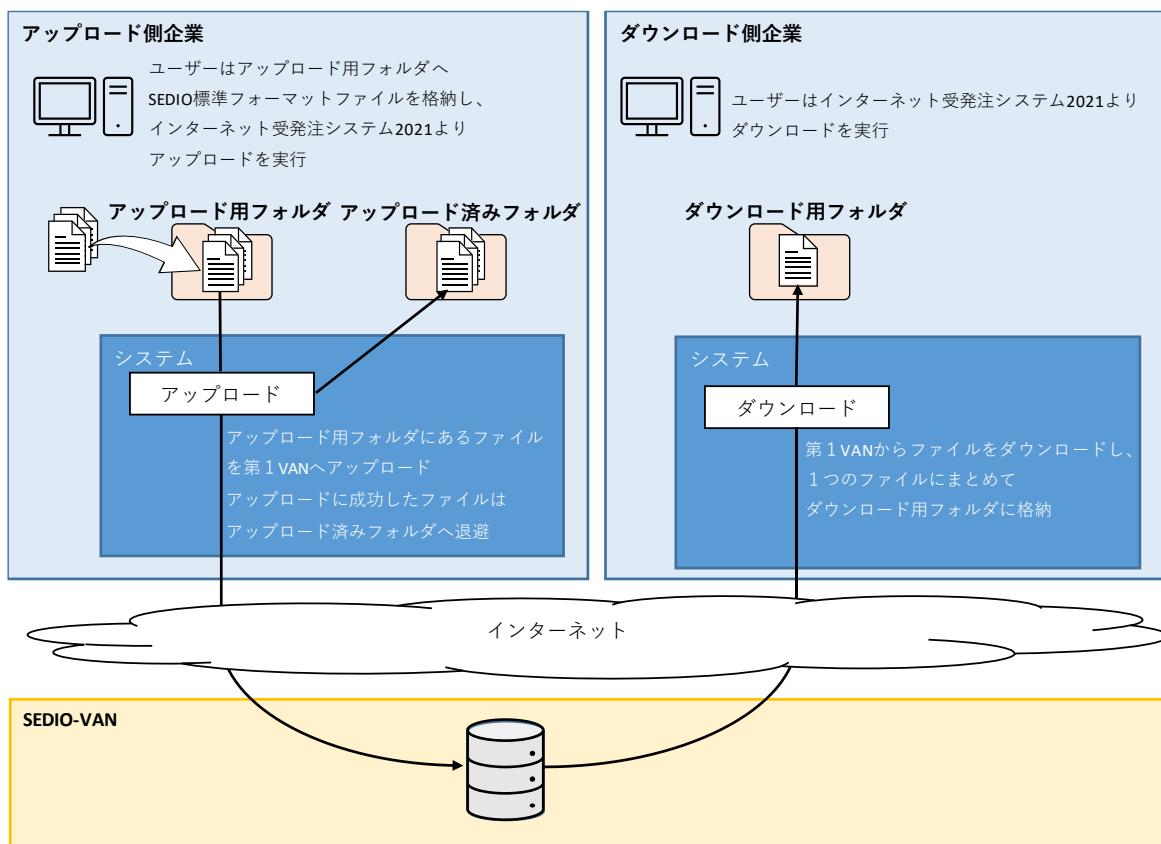 アップロード側企業
ユーザーはアップロード用フォルダへ
SEDIO標準フォーマットファイルを格納し、
インターネット受発注システム2021より
アップロードを実行
アップロード用フォルダ
アップロード済みフォルダ
システム
アップロード
アップロード用フォルダにあるファイル
を第１VANへアップロード
アップロードに成功したファイルは
アップロード済みフォルダへ退避
ダウンロード側企業
ユーザーはインターネット受発注システム2021より
ダウンロードを実行
ダウンロード用フォルダ
システム
ダウンロード
第１VANからファイルをダウンロードし、
１つのファイルにまとめて
ダウンロード用フォルダに格納
インターネット
SEDIO-VAN